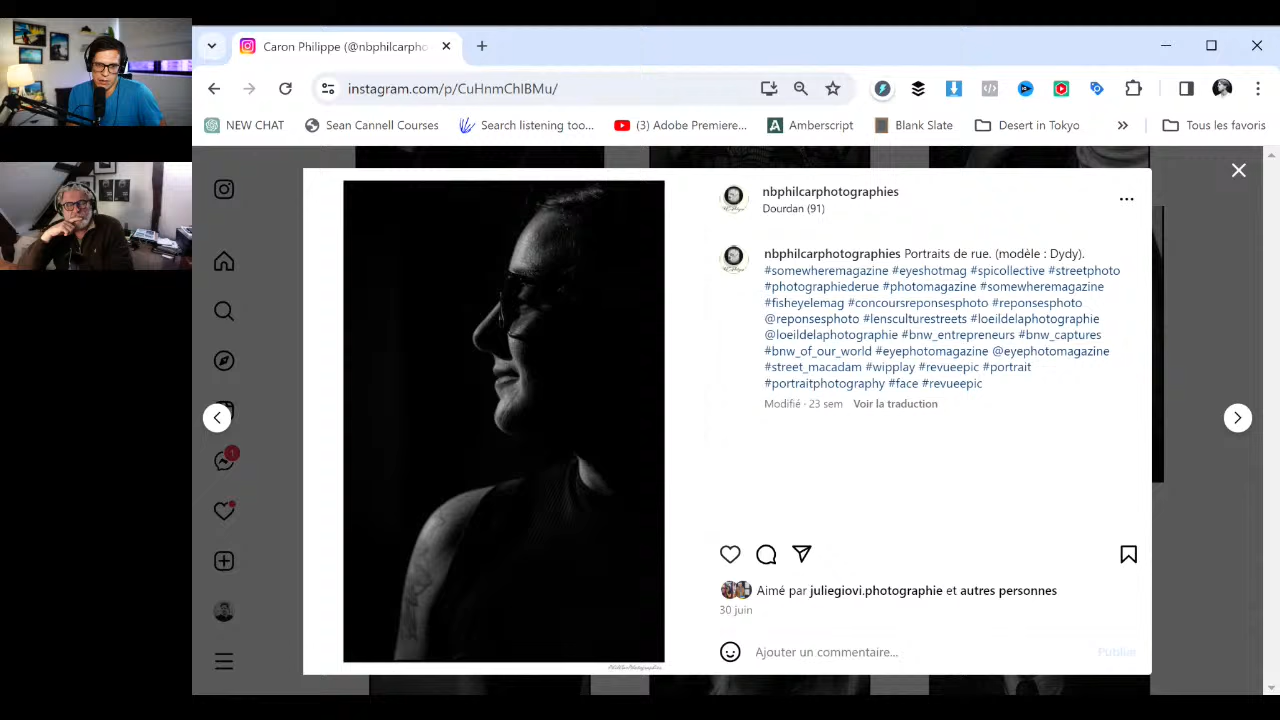 Caron Philippe (@nbphilcarpho
instagram.com/p/CuHnmChIBMu/
NEW CHAT
Sean Cannell Courses
Search listening too...
(3) Adobe Premiere...
Amberscript
Blank Slate
Desert in Tokyo
Tous les favoris
nbphilcarphotographies
Dourdan (91)
nbphilcarphotographies Portraits de rue. (modèle : Dydy).
#somewheremagazine #eyeshotmag #spicollective #streetphoto
#photographiederue #photomagazine #somewheremagazine
#fisheyelemag #concoursreponsesphoto #reponsesphoto
@reponsesphoto #lensculturestreets #loeildelaphotographie
@loeildelaphotographie #bnw_entrepreneurs #bnw_captures
#bnw_of_our_world #eyephotomagazine @eyephotomagazine
#street_macadam #wipplay #revueepic #portrait
#portraitphotography #face #revueepic
Modifié · 23 sem Voir la traduction
1
Aimé par juliegiovi.photographie et autres personnes
30 juin
Ajouter un commentaire...
Publier